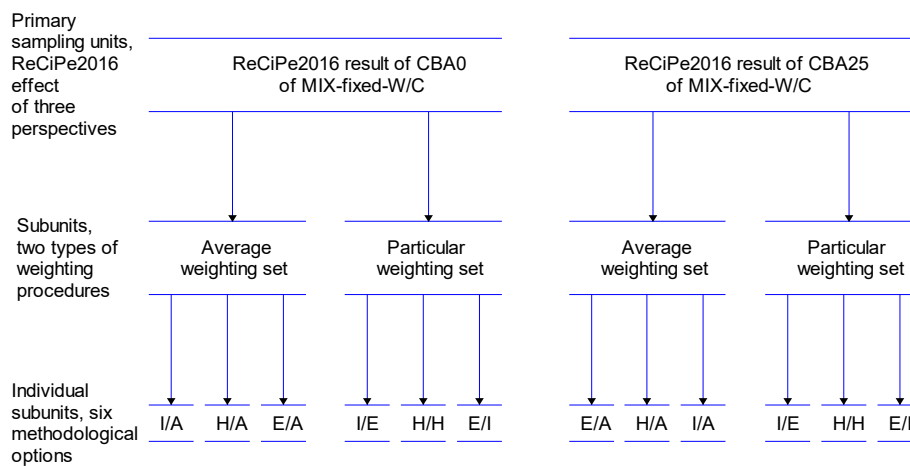 Primary
sampling units,
ReCiPe2016
effect
of three
perspectives
ReCiPe2016 result of CBA0
of MIX-fixed-W/C
ReCiPe2016 result of CBA25
of MIX-fixed-W/C
Subunits,
two types of
weighting
procedures
Average
weighting set
Particular
weighting set
Average
weighting set
Particular
weighting set
Individual
subunits, six
methodological
options
I/A H/A E/A I/E H/H E/I E/A H/A I/A I/E H/H